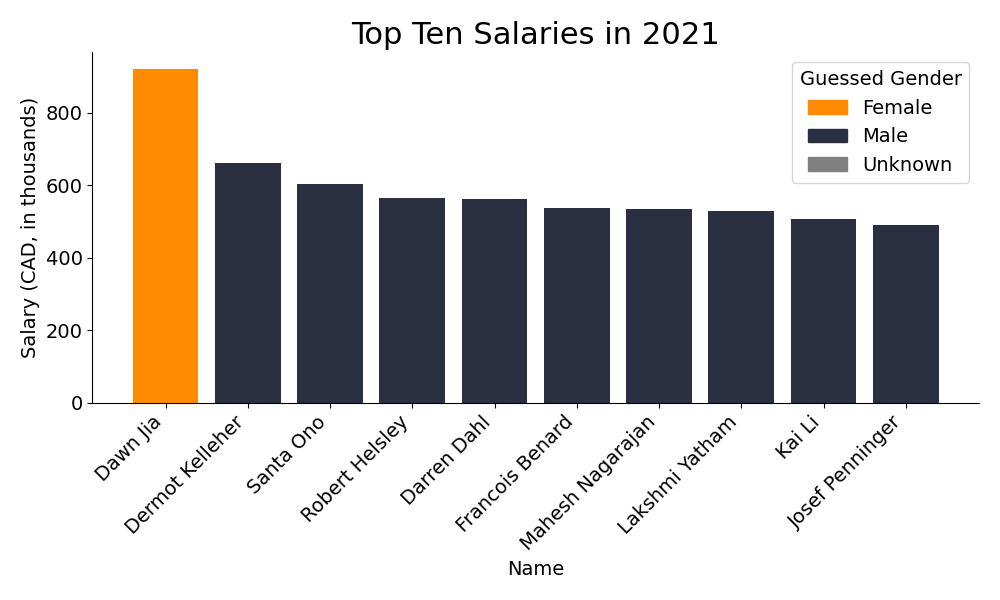 Top Ten Salaries in 2021
Guessed Gender
Female
Male
Unknown
Salary (CAD, in thousands)
800
600
400
200
0
Dawn Jia
Dermot Kelleher
Santa Ono
Robert Helsley
Darren Dahl
Francois Benard
Mahesh Nagarajan
Lakshmi Yatham
Kai Li
Josef Penninger
Name